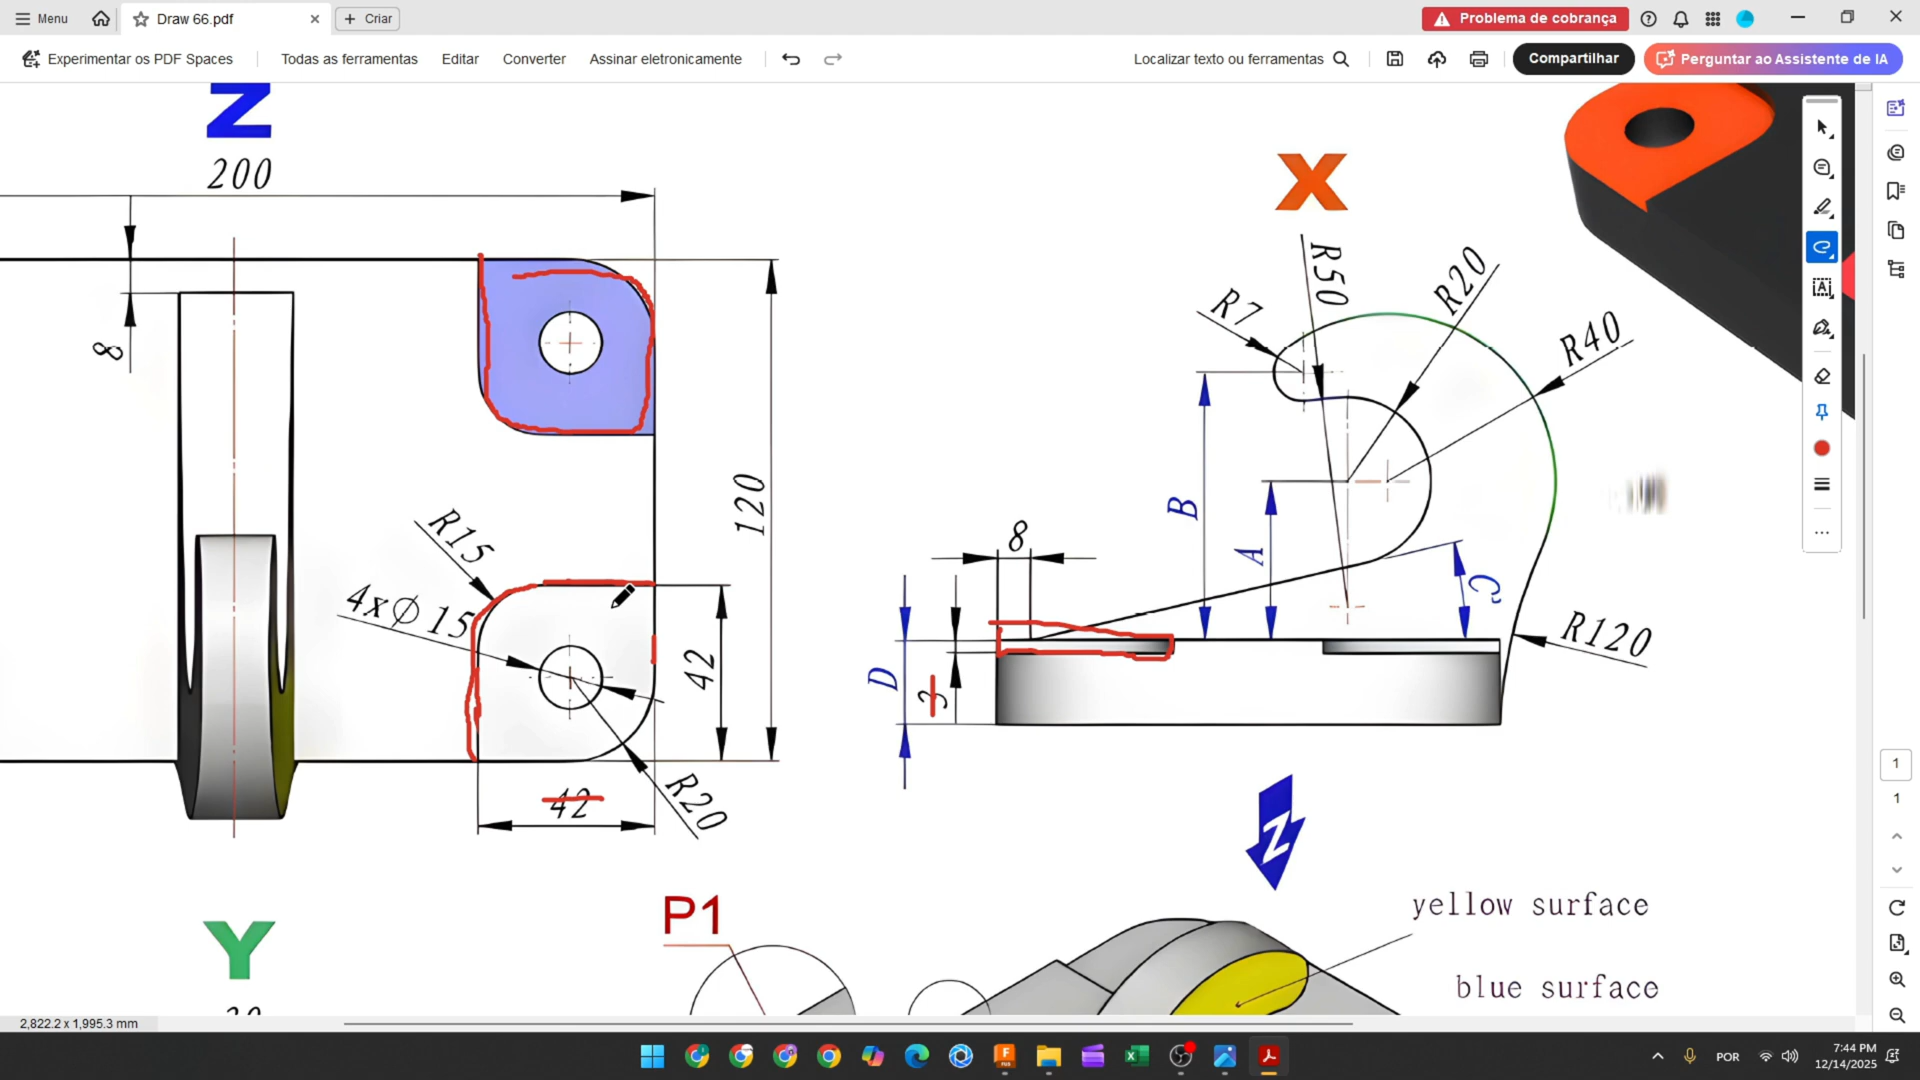 Menu
Draw 66.pdf
Criar
Problema de cobrança
Experimentar os PDF Spaces
Todas as ferramentas
Editar
Converter
Assinar eletronicamente
Localizar texto ou ferramentas
Compartilhar
Perguntar ao Assistente de IA
Z
200
X
8
R50
R20
R7
R40
B
120
R15
8
A
C°
4xØ 15
R120
42
D
3
42
R20
Z
1
1
P1
yellow surface
Y
blue surface
2,822.2 x 1,995.3 mm
POR
7:44 PM
12/14/2025